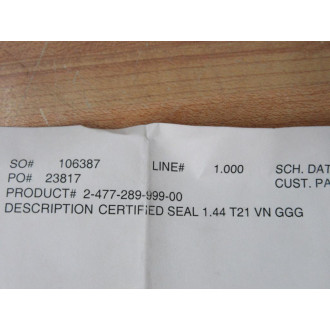 SO# 106387 LINE# 1.000 SCH. DAT
PO# 23817 CUST. PA
PRODUCT# 2-477-289-999-00
DESCRIPTION CERTIFIED SEAL 1.44 T21 VN GGG